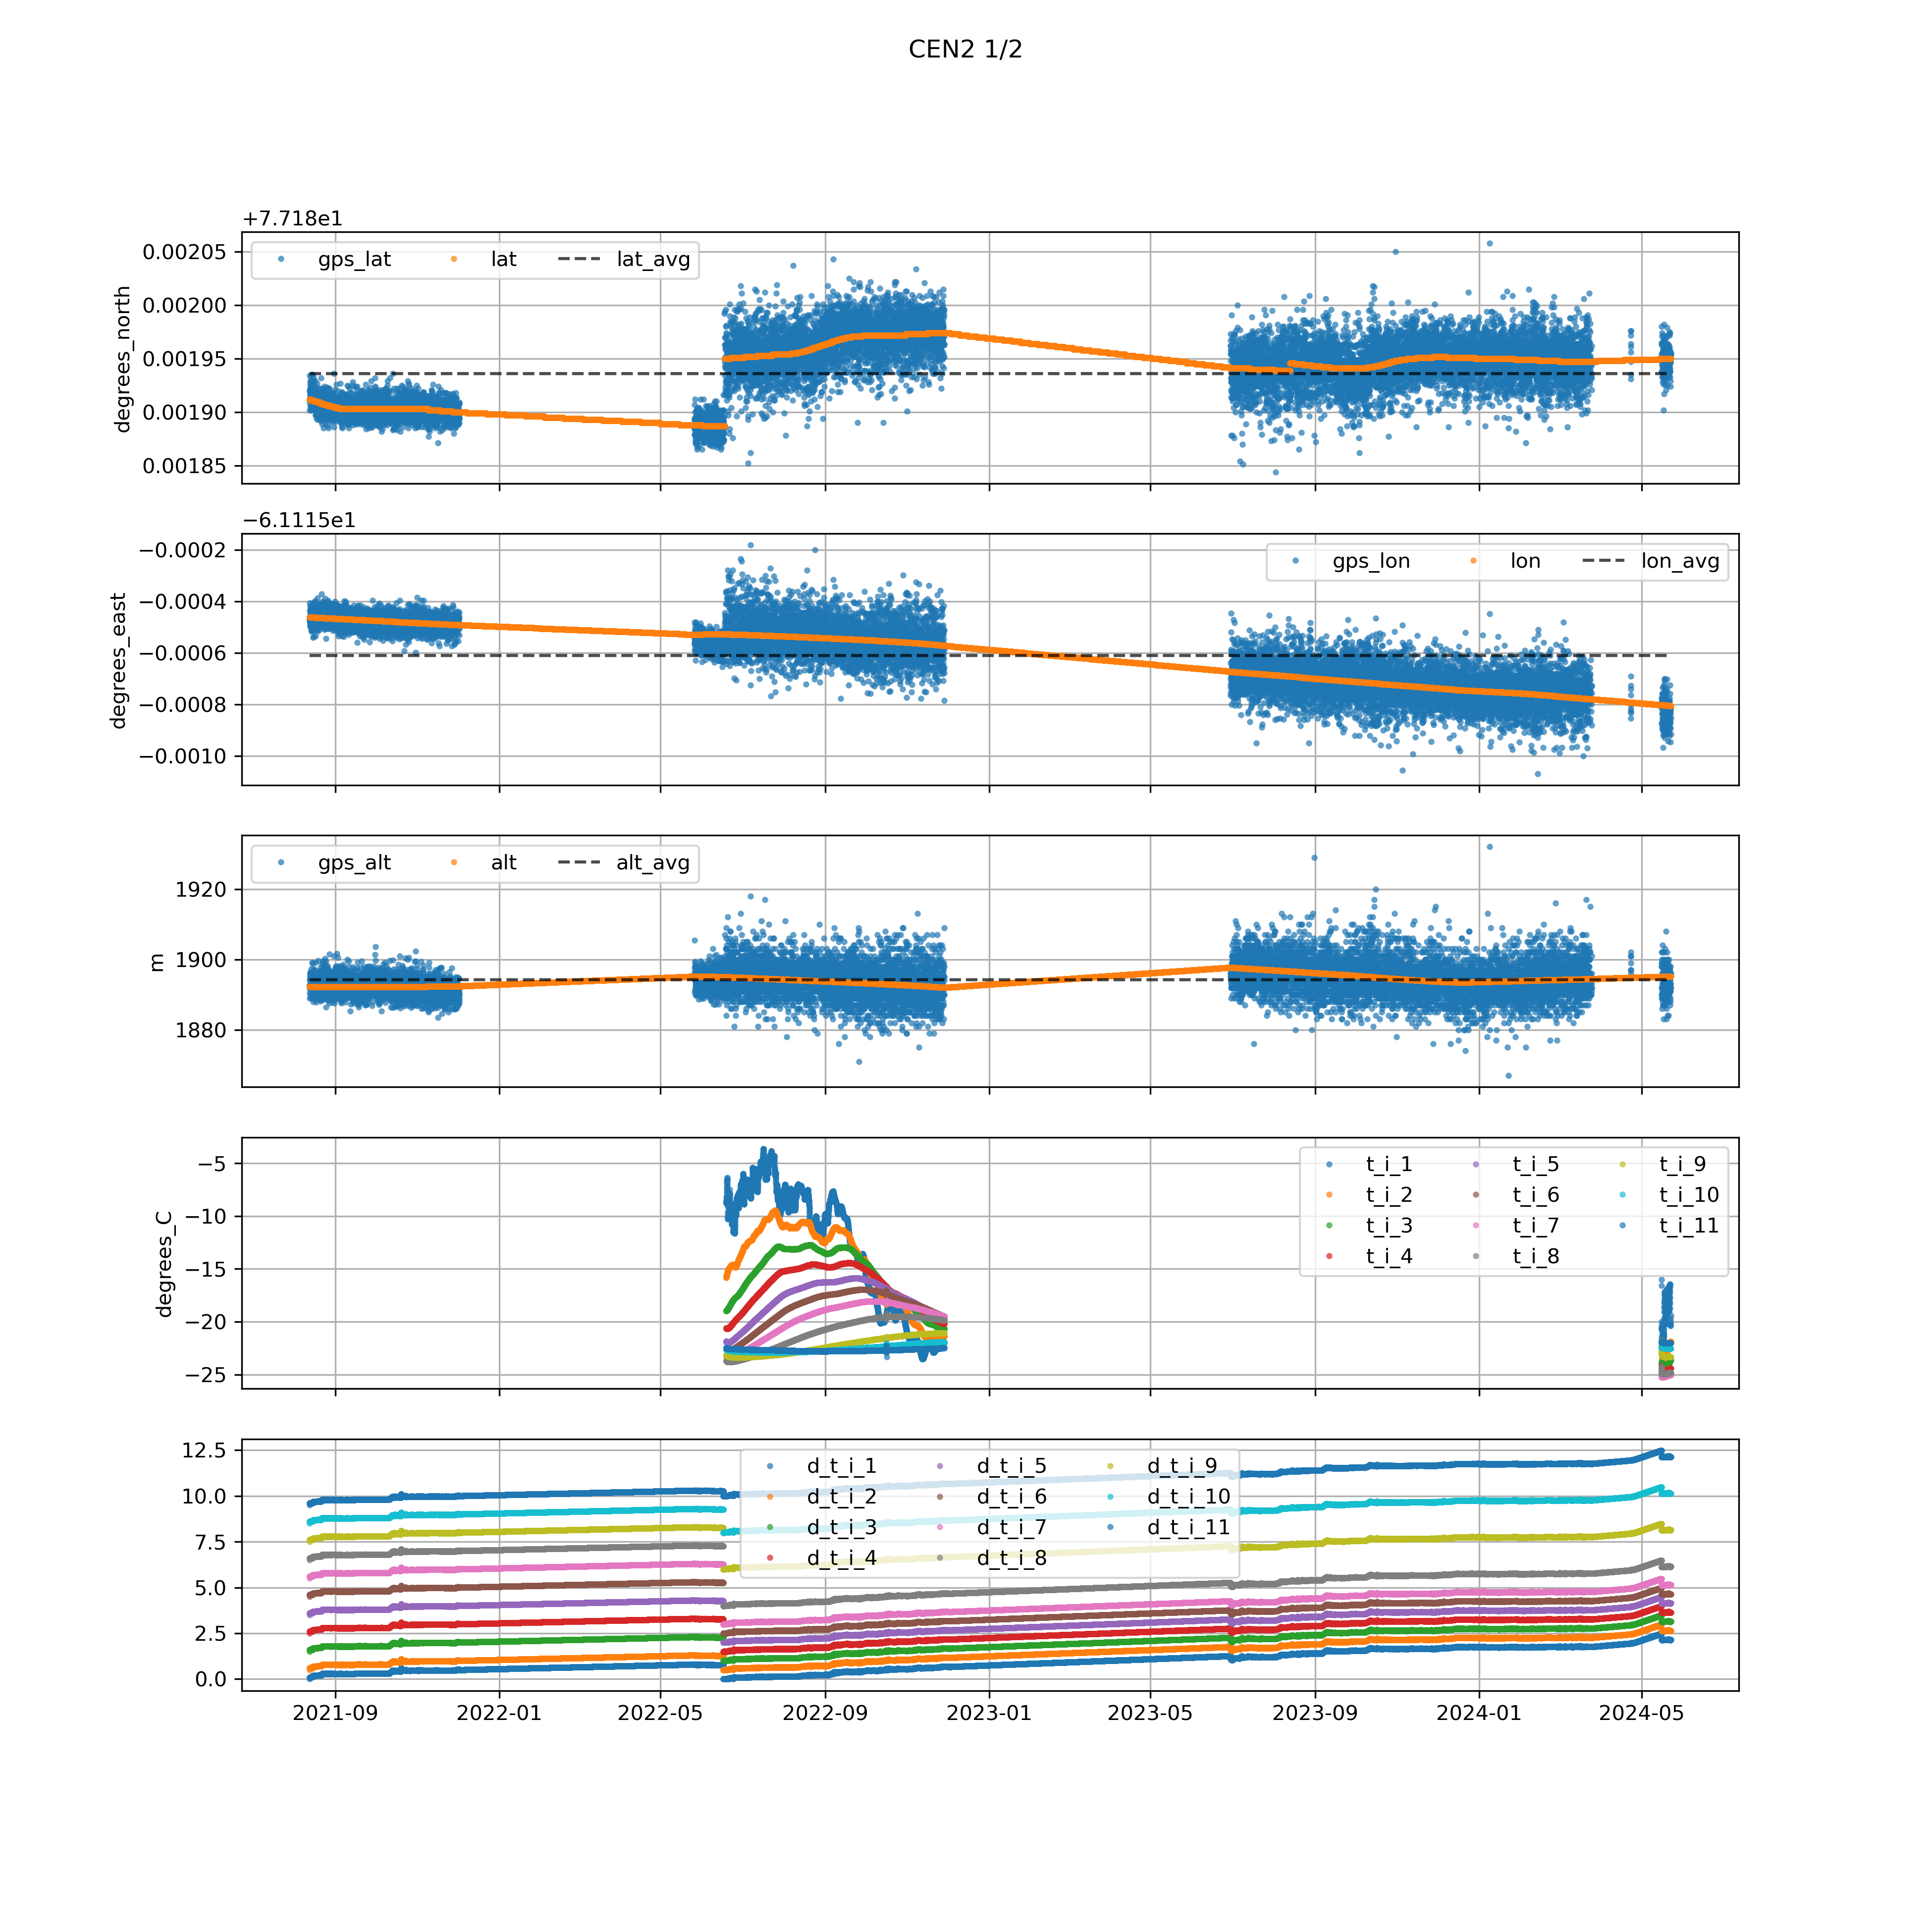 CEN2 1/2
+7.718e1
degrees_north
0.00205
0.00200
0.00195
0.00190
0.00185
gps_lat lat lat_avg
−6.1115e1
degrees_east
−0.0002
−0.0004
−0.0006
−0.0008
−0.0010
gps_lon lon lon_avg
m
1920
1900
1880
gps_alt alt alt_avg
degrees_C
−5
−10
−15
−20
−25
t_i_1 t_i_5 t_i_9
t_i_2 t_i_6 t_i_10
t_i_3 t_i_7 t_i_11
t_i_4 t_i_8
12.5
10.0
7.5
5.0
2.5
0.0
d_t_i_1 d_t_i_5 d_t_i_9
d_t_i_2 d_t_i_6 d_t_i_10
d_t_i_3 d_t_i_7 d_t_i_11
d_t_i_4 d_t_i_8
2021-09 2022-01 2022-05 2022-09 2023-01 2023-05 2023-09 2024-01 2024-05